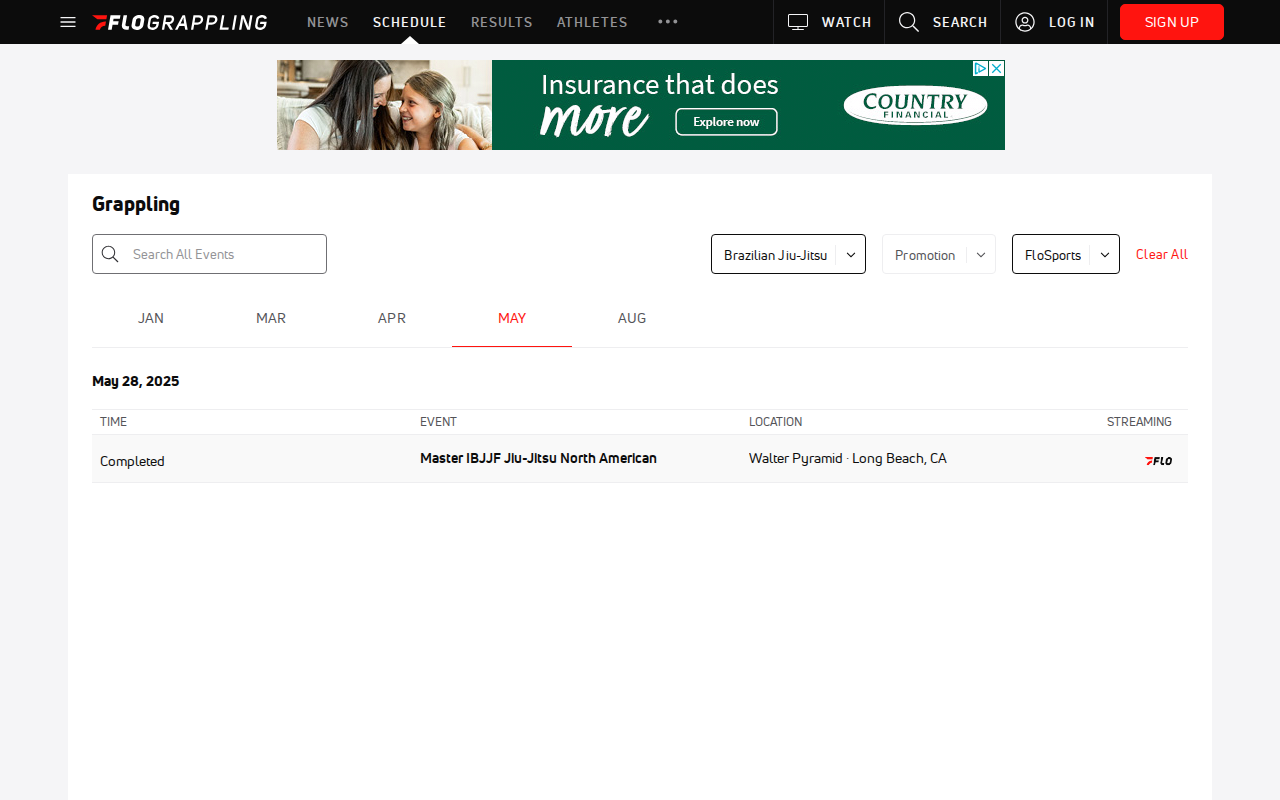 FLOGRAPPLING NEWS SCHEDULE RESULTS ATHLETES ••• WATCH SEARCH LOG IN SIGN UP
Insurance that does
more
Explore now
COUNTRY
FINANCIAL
Grappling
Search All Events Brazilian Jiu-Jitsu Promotion FloSports Clear All
JAN MAR APR MAY AUG
May 28, 2025
TIME EVENT LOCATION STREAMING
Completed Master IBJJF Jiu-Jitsu North American Walter Pyramid · Long Beach, CA FLO